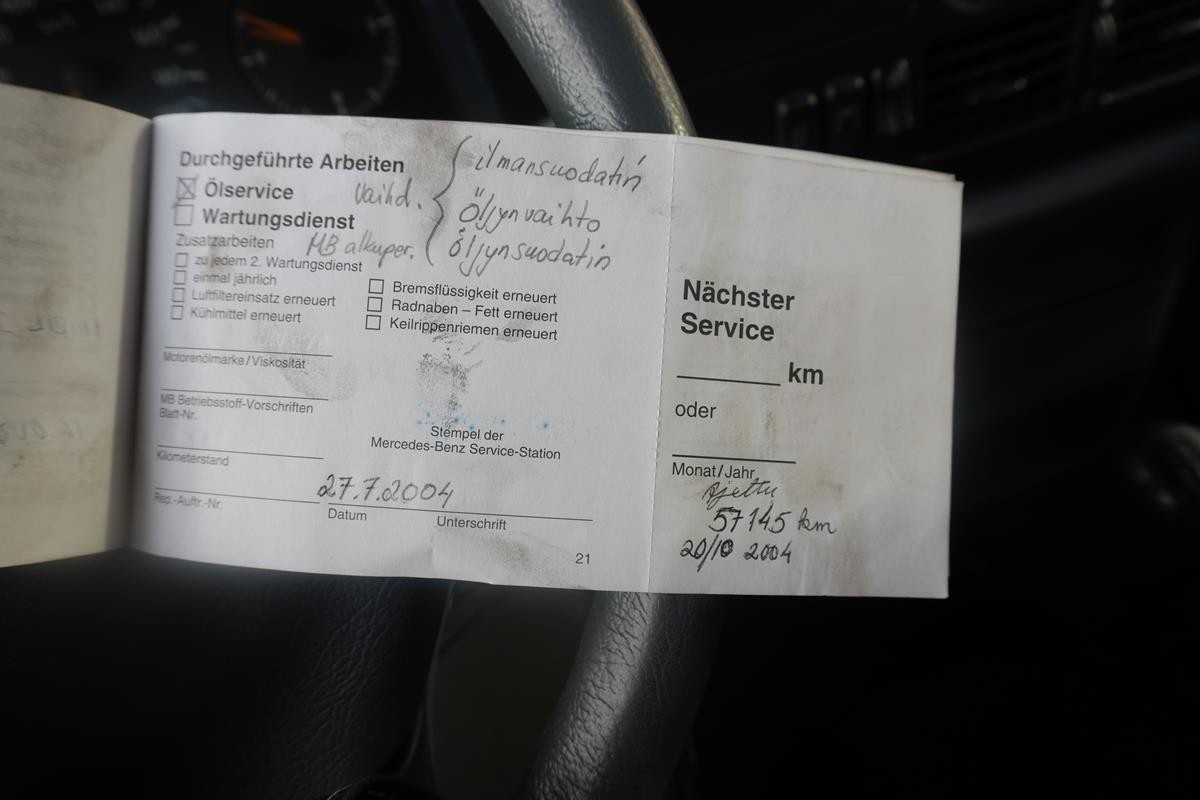 Durchgeführte Arbeiten
Ölservice
Vaihd.
ilmansuodatin
Öljynvaihto
Öljynsuodatin
Wartungsdienst
Zusatzarbeiten
MB alkuper.
zu jedem 2. Wartungsdienst
einmal jährlich
Luftfiltereinsatz erneuert
Kühlmittel erneuert
Bremsflüssigkeit erneuert
Radnaben – Fett erneuert
Keilrippenriemen erneuert
Motorenölmarke/Viskosität
MB Betriebsstoff-Vorschriften
Blatt-Nr.
Kilometerstand
Rep.-Auftr.-Nr.
Stempel der
Mercedes-Benz Service-Station
27.7.2004
Datum Unterschrift
21
Nächster
Service
km
oder
Monat/Jahr
Ajettu
57145 km
20/10 2004